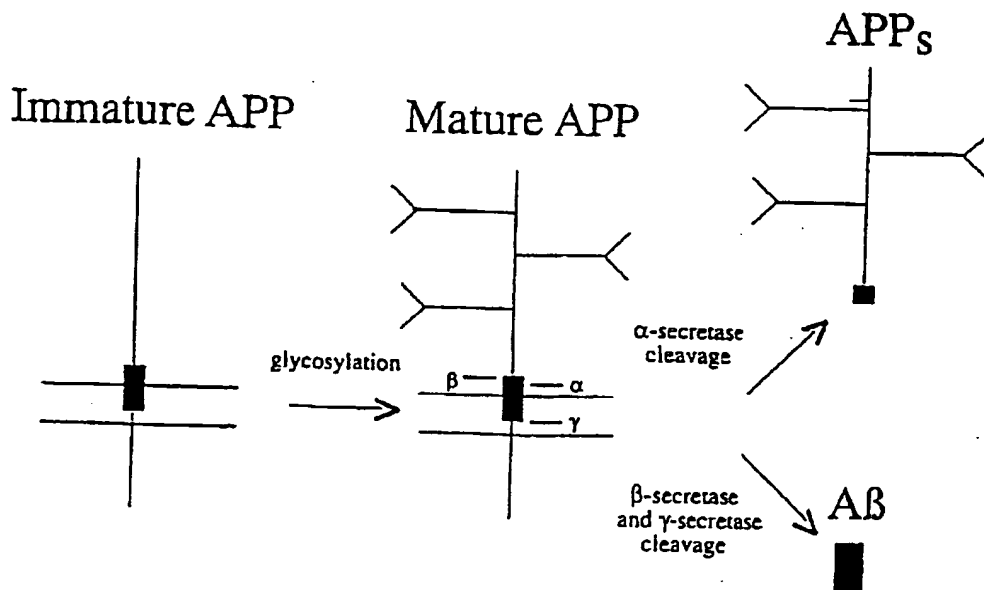 Immature APP
Mature APP
APPs
glycosylation
β
α
γ
α-secretase
cleavage
β-secretase
and γ-secretase
cleavage
Aß